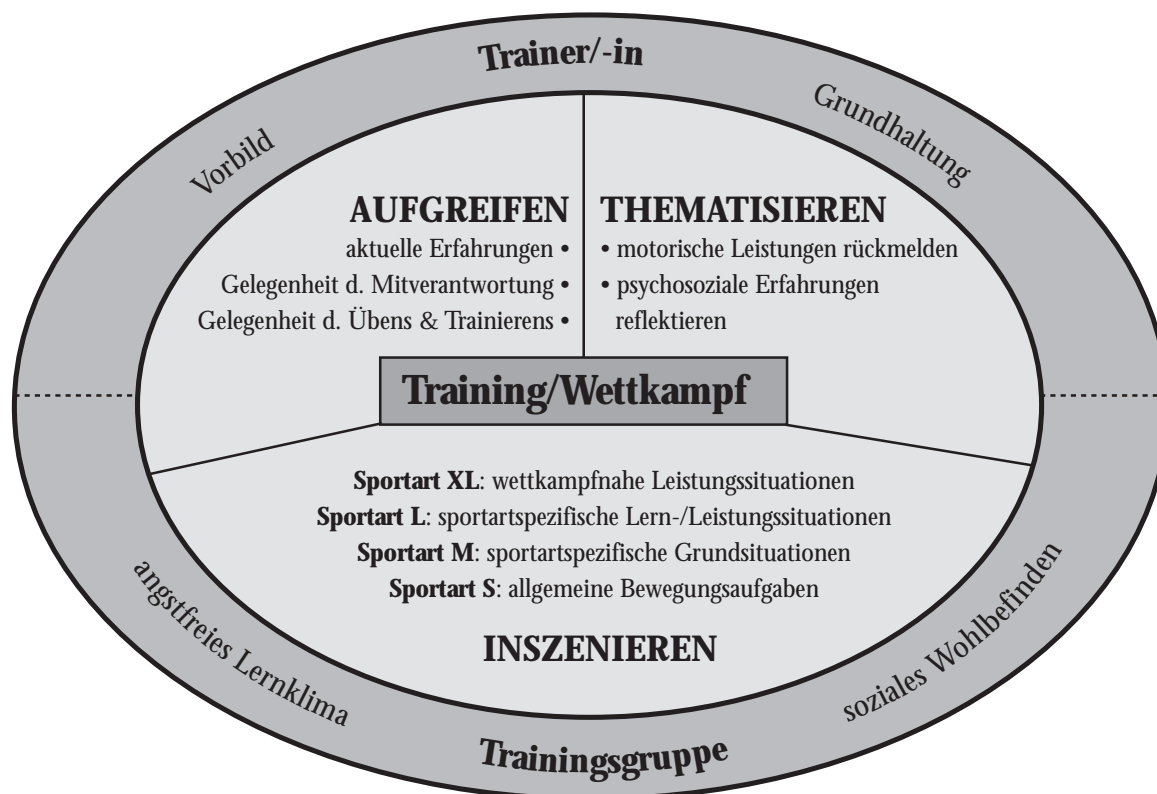 Trainer/-in
Vorbild
Grundhaltung
AUFGREIFEN
aktuelle Erfahrungen •
Gelegenheit d. Mitverantwortung •
Gelegenheit d. Übens & Trainierens •
THEMATISIEREN
• motorische Leistungen rückmelden
• psychosoziale Erfahrungen
reflektieren
Training/Wettkampf
Sportart XL: wettkampfnahe Leistungssituationen
Sportart L: sportartspezifische Lern-/Leistungssituationen
Sportart M: sportartspezifische Grundsituationen
Sportart S: allgemeine Bewegungsaufgaben
INSZENIEREN
angstfreies Lernklima
soziales Wohlbefinden
Trainingsgruppe